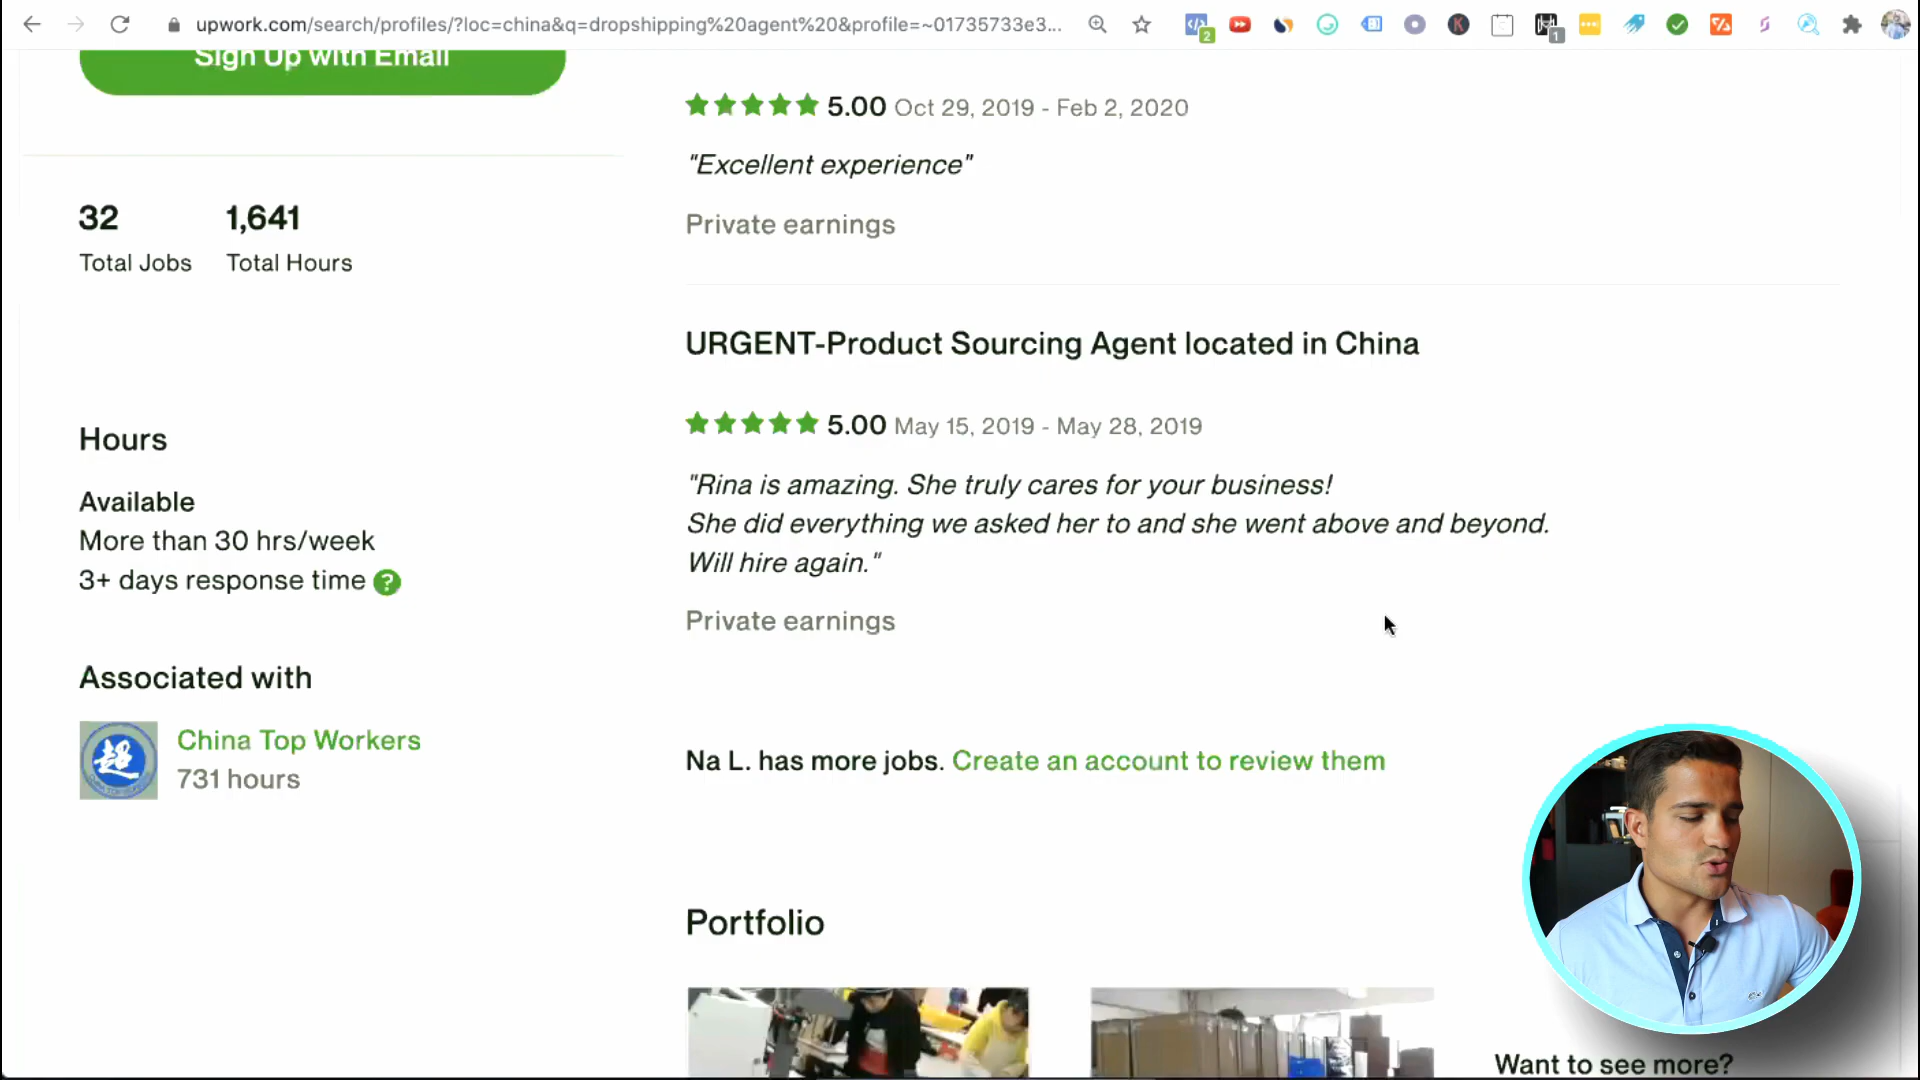 upwork.com/search/profiles/?loc=china&q=dropshipping%20agent%20&profile=~01735733e3...
2
1
Sign Up with Email
32
1,641
Total Jobs
Total Hours
Hours
Available
More than 30 hrs/week
3+ days response time ?
Associated with
超
China Top Workers
731 hours
5.00 Oct 29, 2019 - Feb 2, 2020
"Excellent experience"
Private earnings
URGENT-Product Sourcing Agent located in China
5.00 May 15, 2019 - May 28, 2019
"Rina is amazing. She truly cares for your business!
She did everything we asked her to and she went above and beyond.
Will hire again."
Private earnings
Na L. has more jobs. Create an account to review them
Portfolio
Want to see more?